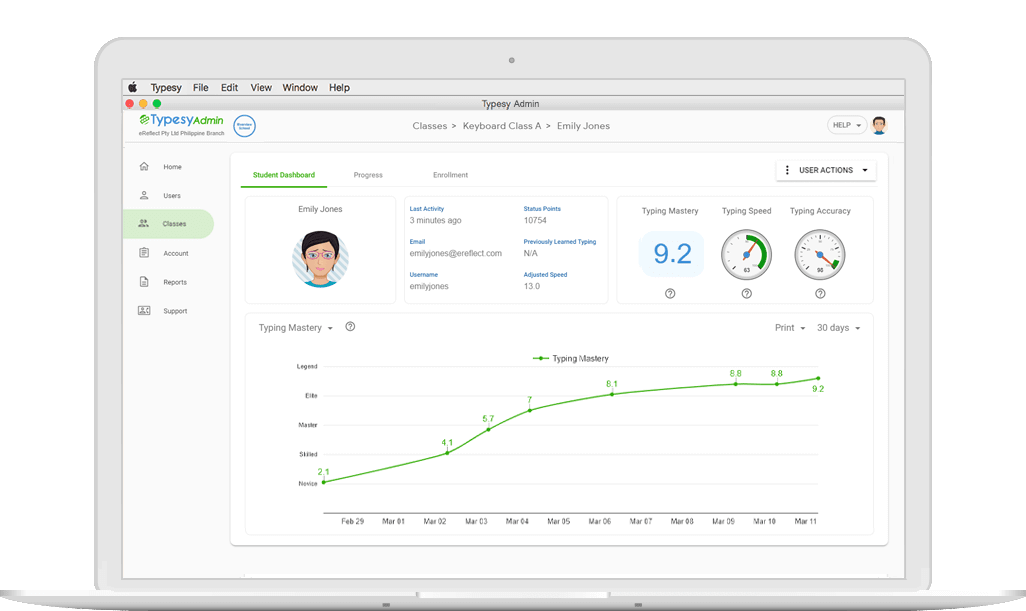 Typesy File Edit View Window Help
Typesy Admin
TypesyAdmin
eReflect Pty Ltd Philippine Branch
Classes > Keyboard Class A > Emily Jones
HELP
Home
Users
Classes
Account
Reports
Support
Student Dashboard Progress Enrollment
USER ACTIONS
Emily Jones
Last Activity
3 minutes ago
Email
emilyjones@ereflect.com
Username
emilyjones
Status Points
10754
Previously Learned Typing
N/A
Adjusted Speed
13.0
Typing Mastery Typing Speed Typing Accuracy
9.2
63
98
Typing Mastery
Print 30 days
Typing Mastery
Legend
Elite
Master
Skilled
Novice
2.1
4.1
5.7
7
8.1
8.8
8.8
9.2
Feb 29 Mar 01 Mar 02 Mar 03 Mar 04 Mar 05 Mar 06 Mar 07 Mar 08 Mar 09 Mar 10 Mar 11